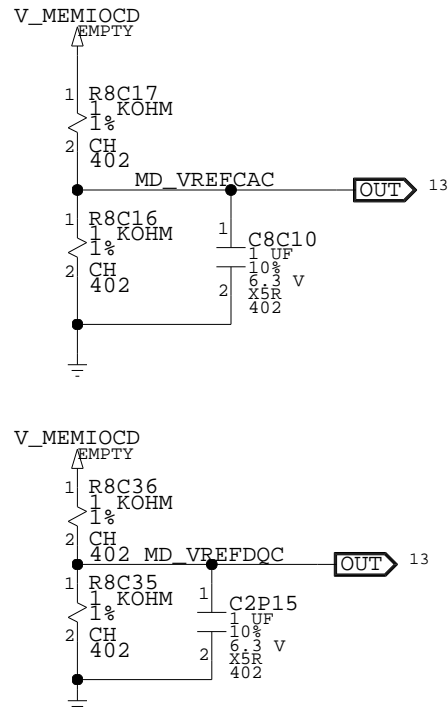 V_MEMIOCD
EMPTY
1 R8C17
1 KOHM
1%
2 CH
402
MD_VREFCAC
OUT 13
1 R8C16
1 KOHM
1%
2 CH
402
1 C8C10
1 UF
10%
6.3 V
2 X5R
402
V_MEMIOCD
EMPTY
1 R8C36
1 KOHM
1%
2 CH
402 MD_VREFDQC
OUT 13
1 R8C35
1 KOHM
1%
2 CH
402
1 C2P15
1 UF
10%
6.3 V
2 X5R
402